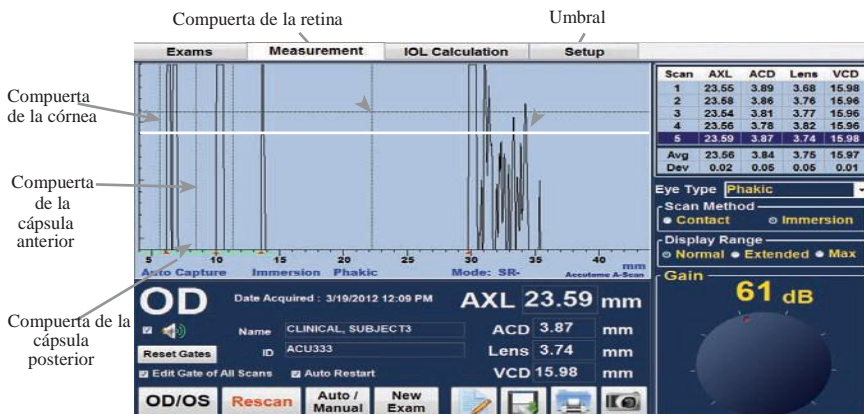 Compuerta de la retina
Umbral
Exams Measurement IOL Calculation Setup
Compuerta
de la córnea
Compuerta
de la
cápsula
anterior
Compuerta de la
cápsula
posterior
5 10 15 20 25 30 35 40 mm
Auto Capture Immersion Phakic Mode: SR- Accutome A-Scan
Scan AXL ACD Lens VCD
1 23.55 3.89 3.68 15.98
2 23.58 3.86 3.76 15.96
3 23.54 3.81 3.77 15.96
4 23.56 3.78 3.82 15.96
5 23.59 3.87 3.74 15.98
Avg 23.56 3.84 3.75 15.97
Dev 0.02 0.05 0.05 0.01
Eye Type Phakic
Scan Method
Contact Immersion
Display Range
Normal Extended Max
Gain
61 dB
OD Date Acquired : 3/19/2012 12:09 PM AXL 23.59 mm
Name CLINICAL, SUBJECT3 ACD 3.87 mm
Reset Gates ID ACU333 Lens 3.74 mm
Edit Gate of All Scans Auto Restart VCD 15.98 mm
OD/OS Rescan Auto / Manual New Exam